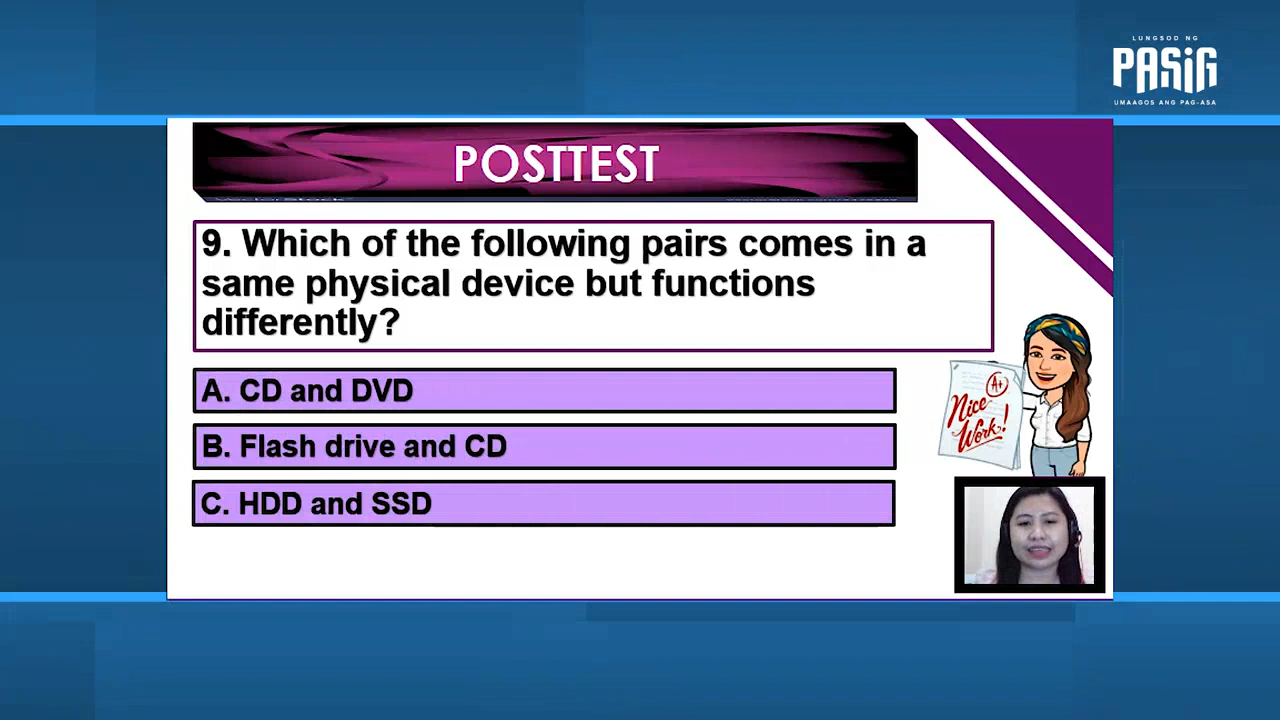 LUNGSOD NG
PASIG
UMAAGOS ANG PAG-ASA
POSTTEST
9. Which of the following pairs comes in a
same physical device but functions
differently?
A. CD and DVD
B. Flash drive and CD
C. HDD and SSD
A+
Nice
Work!